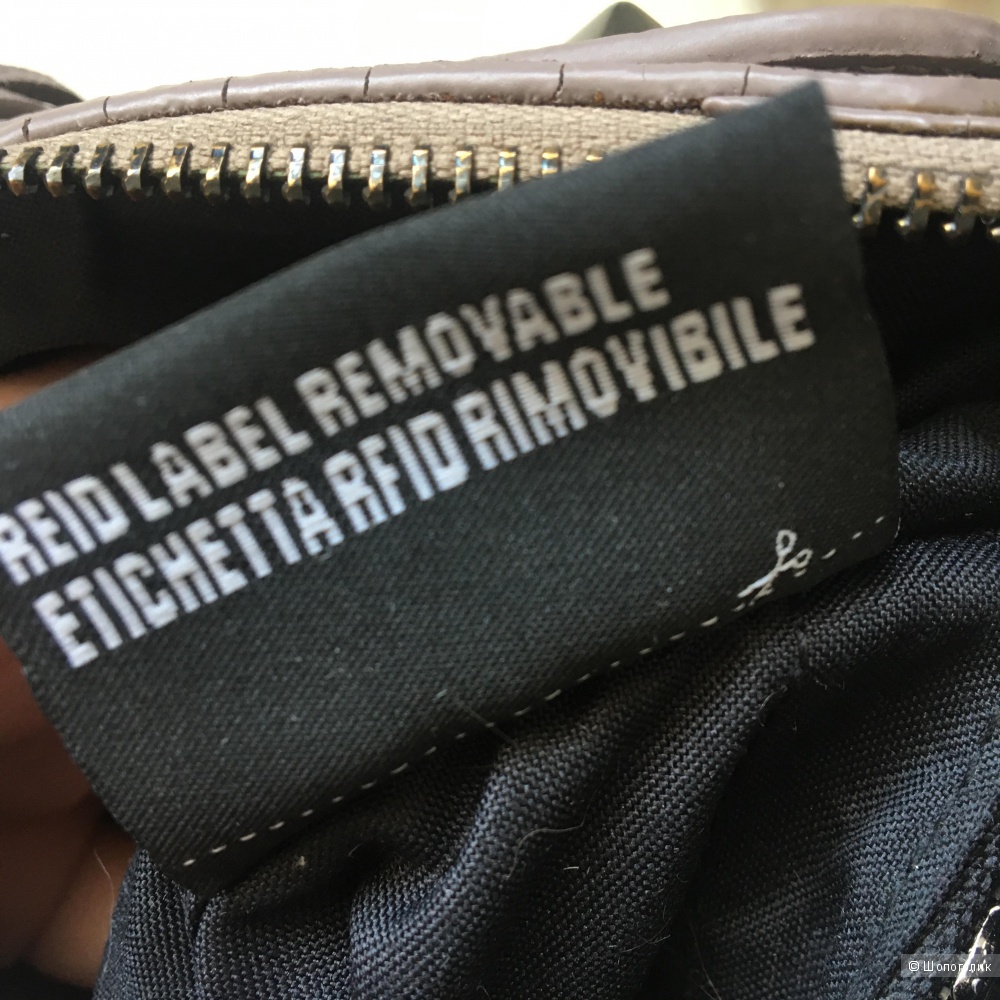 RFID LABEL REMOVABLE
ETICHETTA RFID RIMOVIBILE
© Шопоголик